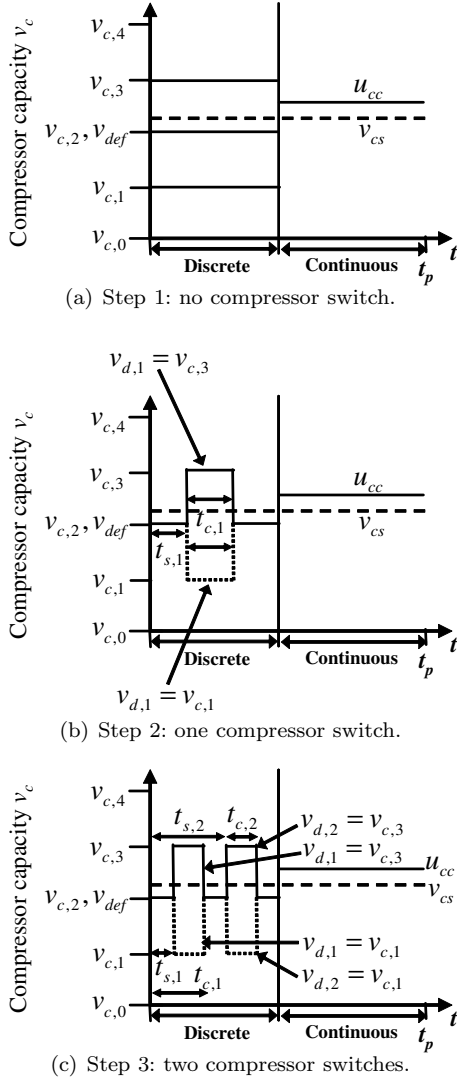 Compressor capacity v_c
v_{c,4}
v_{c,3}
v_{c,2}, v_{def}
v_{c,1}
v_{c,0}
u_{cc}
v_{cs}
Discrete
Continuous
t_p
t
(a) Step 1: no compressor switch.
v_{d,1} = v_{c,3}
Compressor capacity v_c
v_{c,4}
v_{c,3}
v_{c,2}, v_{def}
v_{c,1}
v_{c,0}
t_{c,1}
t_{s,1}
u_{cc}
v_{cs}
Discrete
Continuous
t_p
t
v_{d,1} = v_{c,1}
(b) Step 2: one compressor switch.
Compressor capacity v_c
v_{c,4}
v_{c,3}
v_{c,2}, v_{def}
v_{c,1}
v_{c,0}
t_{s,2}
t_{c,2}
v_{d,2} = v_{c,3}
v_{d,1} = v_{c,3}
u_{cc}
v_{cs}
v_{d,1} = v_{c,1}
v_{d,2} = v_{c,1}
t_{s,1}
t_{c,1}
Discrete
Continuous
t_p
t
(c) Step 3: two compressor switches.